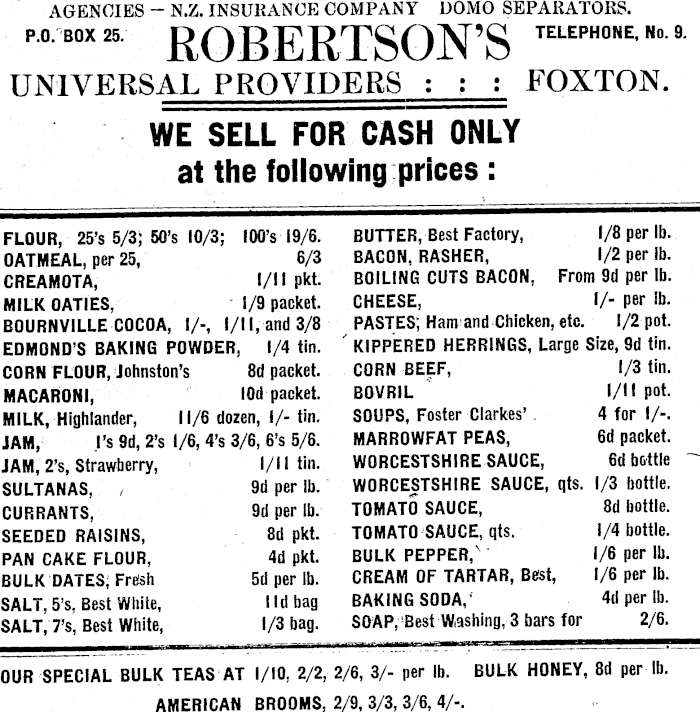 AGENCIES — N.Z. INSURANCE COMPANY DOMO SEPARATORS.
P.O. BOX 25. ROBERTSON'S TELEPHONE, No. 9.
UNIVERSAL PROVIDERS : : : FOXTON.
WE SELL FOR CASH ONLY
at the following prices :
FLOUR, 25's 5/3; 50's 10/3; 100's 19/6.
OATMEAL, per 25, 6/3
CREAMOTA, 1/11 pkt.
MILK OATIES, 1/9 packet.
BOURNVILLE COCOA, 1/-, 1/11, and 3/8
EDMOND'S BAKING POWDER, 1/4 tin.
CORN FLOUR, Johnston's 8d packet.
MACARONI, 10d packet.
MILK, Highlander, 11/6 dozen, 1/- tin.
JAM, 1's 9d, 2's 1/6, 4's 3/6, 6's 5/6.
JAM, 2's, Strawberry, 1/11 tin.
SULTANAS, 9d per lb.
CURRANTS, 9d per lb.
SEEDED RAISINS, 8d pkt.
PAN CAKE FLOUR, 4d pkt.
BULK DATES, Fresh 5d per lb.
SALT, 5's, Best White, 11d bag
SALT, 7's, Best White, 1/3 bag.
BUTTER, Best Factory, 1/8 per lb.
BACON, RASHER, 1/2 per lb.
BOILING CUTS BACON, From 9d per lb.
CHEESE, 1/- per lb.
PASTES; Ham and Chicken, etc. 1/2 pot.
KIPPERED HERRINGS, Large Size, 9d tin.
CORN BEEF, 1/3 tin.
BOVRIL 1/11 pot.
SOUPS, Foster Clarkes' 4 for 1/-.
MARROWFAT PEAS, 6d packet.
WORCESTSHIRE SAUCE, 6d bottle
WORCESTSHIRE SAUCE, qts. 1/3 bottle.
TOMATO SAUCE, 8d bottle.
TOMATO SAUCE, qts. 1/4 bottle.
BULK PEPPER, 1/6 per lb.
CREAM OF TARTAR, Best, 1/6 per lb.
BAKING SODA, 4d per lb.
SOAP, Best Washing, 3 bars for 2/6.
OUR SPECIAL BULK TEAS AT 1/10, 2/2, 2/6, 3/- per lb. BULK HONEY, 8d per lb.
AMERICAN BROOMS, 2/9, 3/3, 3/6, 4/-.